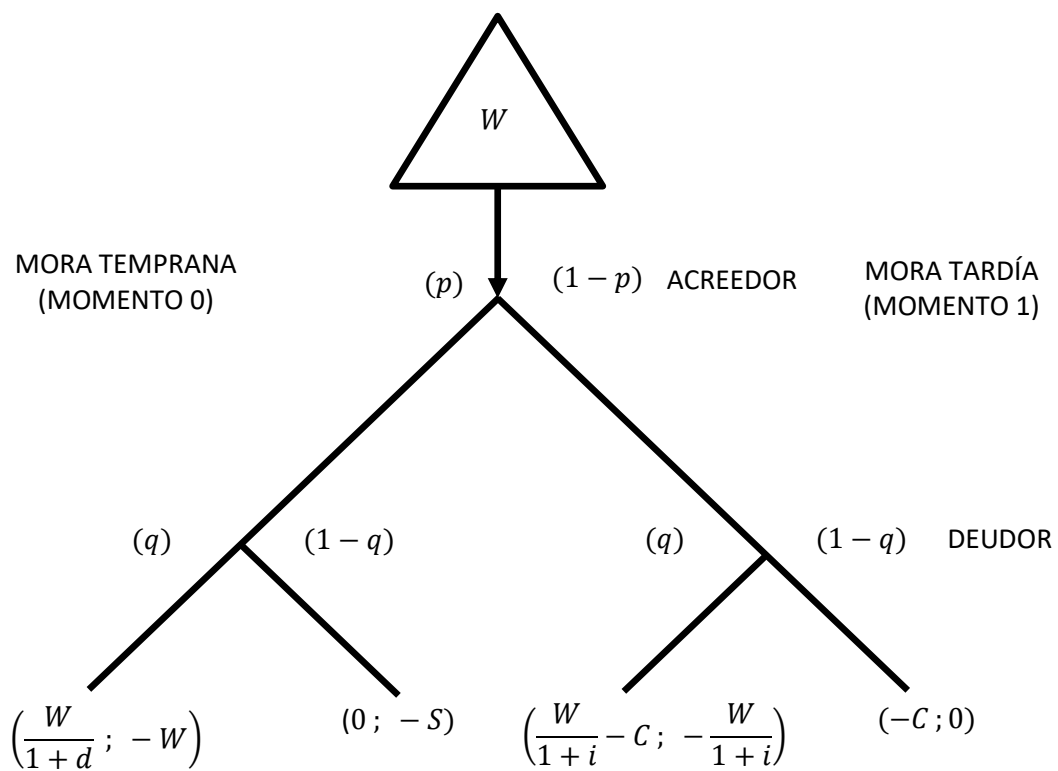 W
MORA TEMPRANA
(MOMENTO 0)
(p)
(1 − p) ACREEDOR
MORA TARDÍA
(MOMENTO 1)
(q)
(1 − q)
(q)
(1 − q) DEUDOR
(W/(1 + d) ; −W)
(0 ; −S)
(W/(1 + i) − C ; −W/(1 + i))
(−C ; 0)